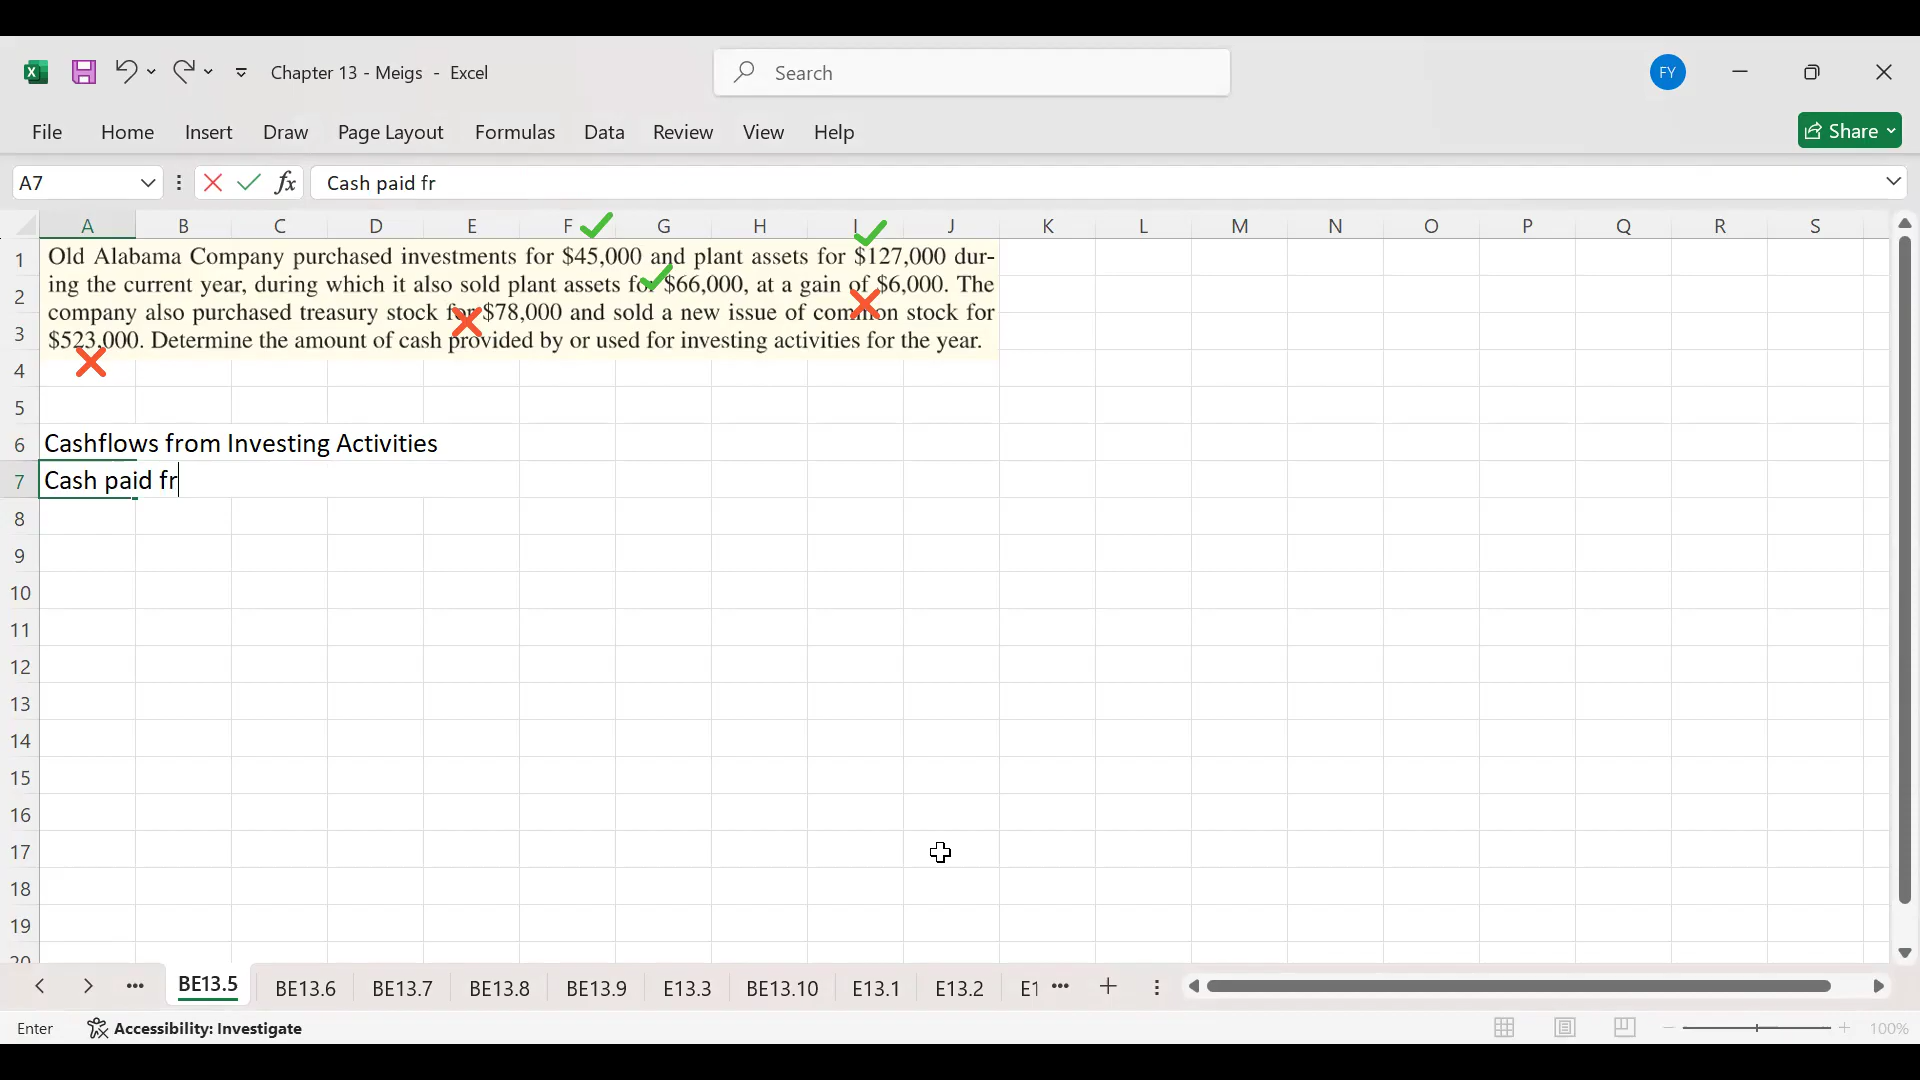 Chapter 13 - Meigs - Excel
Search
FY
File Home Insert Draw Page Layout Formulas Data Review View Help
Share
A7
fx
Cash paid fr
A B C D E F G H I J K L M N O P Q R S
1
Old Alabama Company purchased investments for $45,000 and plant assets for $127,000 dur-
2
ing the current year, during which it also sold plant assets for $66,000, at a gain of $6,000. The
company also purchased treasury stock for $78,000 and sold a new issue of common stock for
3
$523,000. Determine the amount of cash provided by or used for investing activities for the year.
4
5
6 Cashflows from Investing Activities
7 Cash paid fr
8
9
10
11
12
13
14
15
16
17
18
19
20
BE13.5 BE13.6 BE13.7 BE13.8 BE13.9 E13.3 BE13.10 E13.1 E13.2 E1
Enter Accessibility: Investigate 100%